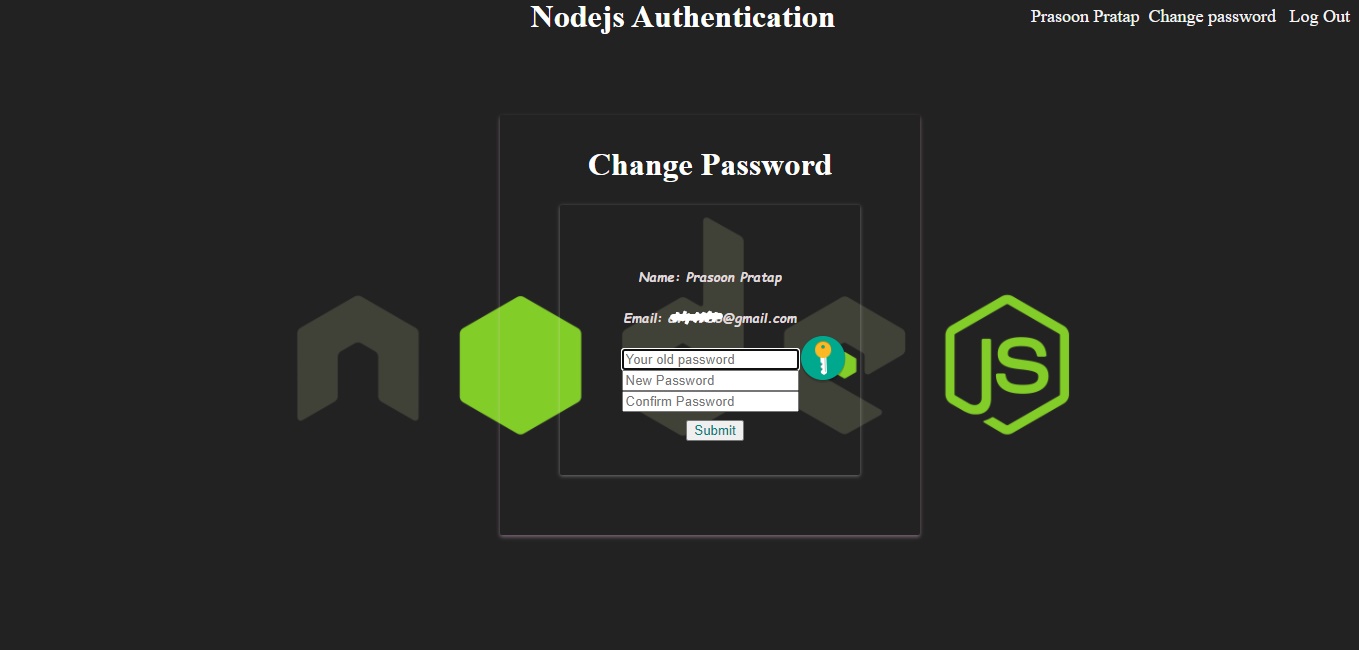 Nodejs Authentication
Prasoon Pratap Change password Log Out
Change Password
Name: Prasoon Pratap
Email: @gmail.com
Your old password
New Password
Confirm Password
Submit
node
JS